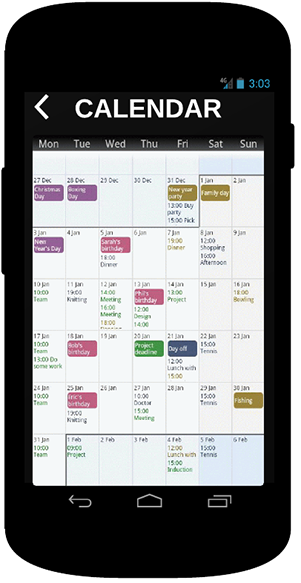 4G 3:03
CALENDAR
Mon Tue Wed Thu Fri Sat Sun
27 Dec 28 Dec 29 Dec 30 Dec 31 Dec 1 Jan 2 Jan
Christmas Day
Boxing Day
New year party
13:00 Day party
15:00 Pick
Family day
3 Jan 4 Jan 5 Jan 6 Jan 7 Jan 8 Jan 9 Jan
New Year's Day
Sarah's birthday
18:00 Dinner
19:00 Dinner
12:00 Shopping
16:00 Afternoon
10 Jan 11 Jan 12 Jan 13 Jan 14 Jan 15 Jan 16 Jan
10:00 Team
19:00 Knitting
14:00 Meeting
16:00 Meeting
18:00
Phil's birthday
12:00 Design
14:00
13:00 Project
18:00 Bowling
17 Jan 18 Jan 19 Jan 20 Jan 21 Jan 22 Jan 23 Jan
10:00 Team
13:00 Do some work
Bob's birthday
Project deadline
Day off
12:00 Lunch with
15:00
15:00 Tennis
24 Jan 25 Jan 26 Jan 27 Jan 28 Jan 29 Jan 30 Jan
10:00 Team
Eric's birthday
19:00 Knitting
10:00 Doctor
15:00 Meeting
15:00 Tennis
Fishing
31 Jan 1 Feb 2 Feb 3 Feb 4 Feb 5 Feb 6 Feb
10:00 Team
09:00 Project
12:00 Lunch with
15:00 Induction
15:00 Tennis